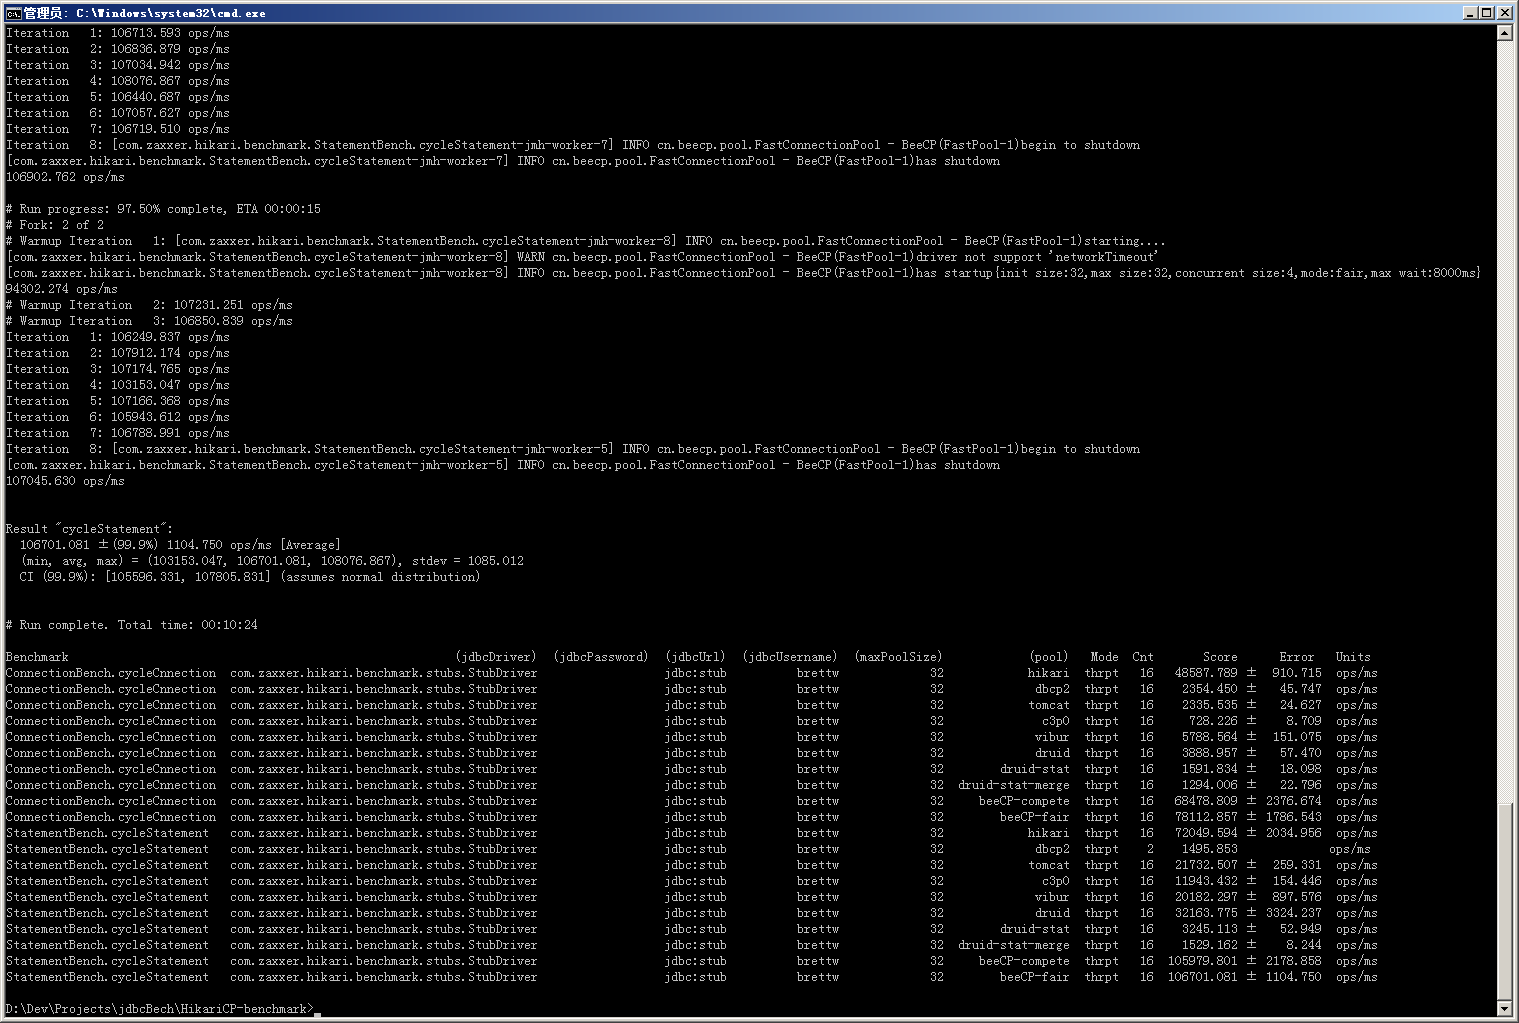 管理员: C:\Windows\system32\cmd.exe
Iteration   1: 106713.593 ops/ms
Iteration   2: 106836.879 ops/ms
Iteration   3: 107034.942 ops/ms
Iteration   4: 108076.867 ops/ms
Iteration   5: 106440.687 ops/ms
Iteration   6: 107057.627 ops/ms
Iteration   7: 106719.510 ops/ms
Iteration   8: [com.zaxxer.hikari.benchmark.StatementBench.cycleStatement-jmh-worker-7] INFO cn.beecp.pool.FastConnectionPool - BeeCP(FastPool-1)begin to shutdown
[com.zaxxer.hikari.benchmark.StatementBench.cycleStatement-jmh-worker-7] INFO cn.beecp.pool.FastConnectionPool - BeeCP(FastPool-1)has shutdown
106902.762 ops/ms
# Run progress: 97.50% complete, ETA 00:00:15
# Fork: 2 of 2
# Warmup Iteration   1: [com.zaxxer.hikari.benchmark.StatementBench.cycleStatement-jmh-worker-8] INFO cn.beecp.pool.FastConnectionPool - BeeCP(FastPool-1)starting....
[com.zaxxer.hikari.benchmark.StatementBench.cycleStatement-jmh-worker-8] WARN cn.beecp.pool.FastConnectionPool - BeeCP(FastPool-1)driver not support 'networkTimeout'
[com.zaxxer.hikari.benchmark.StatementBench.cycleStatement-jmh-worker-8] INFO cn.beecp.pool.FastConnectionPool - BeeCP(FastPool-1)has startup{init size:32,max size:32,concurrent size:4,mode:fair,max wait:8000ms}
94302.274 ops/ms
# Warmup Iteration   2: 107231.251 ops/ms
# Warmup Iteration   3: 106850.839 ops/ms
Iteration   1: 106249.837 ops/ms
Iteration   2: 107912.174 ops/ms
Iteration   3: 107174.765 ops/ms
Iteration   4: 103153.047 ops/ms
Iteration   5: 107166.368 ops/ms
Iteration   6: 105943.612 ops/ms
Iteration   7: 106788.991 ops/ms
Iteration   8: [com.zaxxer.hikari.benchmark.StatementBench.cycleStatement-jmh-worker-5] INFO cn.beecp.pool.FastConnectionPool - BeeCP(FastPool-1)begin to shutdown
[com.zaxxer.hikari.benchmark.StatementBench.cycleStatement-jmh-worker-5] INFO cn.beecp.pool.FastConnectionPool - BeeCP(FastPool-1)has shutdown
107045.630 ops/ms
Result "cycleStatement":
  106701.081 ±(99.9%) 1104.750 ops/ms [Average]
  (min, avg, max) = (103153.047, 106701.081, 108076.867), stdev = 1085.012
  CI (99.9%): [105596.331, 107805.831] (assumes normal distribution)
# Run complete. Total time: 00:10:24
Benchmark (jdbcDriver) (jdbcPassword) (jdbcUrl) (jdbcUsername) (maxPoolSize) (pool) Mode Cnt Score Error Units
ConnectionBench.cycleCnnection com.zaxxer.hikari.benchmark.stubs.StubDriver jdbc:stub brettw 32 hikari thrpt 16 48587.789 ± 910.715 ops/ms
ConnectionBench.cycleCnnection com.zaxxer.hikari.benchmark.stubs.StubDriver jdbc:stub brettw 32 dbcp2 thrpt 16 2354.450 ± 45.747 ops/ms
ConnectionBench.cycleCnnection com.zaxxer.hikari.benchmark.stubs.StubDriver jdbc:stub brettw 32 tomcat thrpt 16 2335.535 ± 24.627 ops/ms
ConnectionBench.cycleCnnection com.zaxxer.hikari.benchmark.stubs.StubDriver jdbc:stub brettw 32 c3p0 thrpt 16 728.226 ± 8.709 ops/ms
ConnectionBench.cycleCnnection com.zaxxer.hikari.benchmark.stubs.StubDriver jdbc:stub brettw 32 vibur thrpt 16 5788.564 ± 151.075 ops/ms
ConnectionBench.cycleCnnection com.zaxxer.hikari.benchmark.stubs.StubDriver jdbc:stub brettw 32 druid thrpt 16 3888.957 ± 57.470 ops/ms
ConnectionBench.cycleCnnection com.zaxxer.hikari.benchmark.stubs.StubDriver jdbc:stub brettw 32 druid-stat thrpt 16 1591.834 ± 18.098 ops/ms
ConnectionBench.cycleCnnection com.zaxxer.hikari.benchmark.stubs.StubDriver jdbc:stub brettw 32 druid-stat-merge thrpt 16 1294.006 ± 22.796 ops/ms
ConnectionBench.cycleCnnection com.zaxxer.hikari.benchmark.stubs.StubDriver jdbc:stub brettw 32 beeCP-compete thrpt 16 68478.809 ± 2376.674 ops/ms
ConnectionBench.cycleCnnection com.zaxxer.hikari.benchmark.stubs.StubDriver jdbc:stub brettw 32 beeCP-fair thrpt 16 78112.857 ± 1786.543 ops/ms
StatementBench.cycleStatement com.zaxxer.hikari.benchmark.stubs.StubDriver jdbc:stub brettw 32 hikari thrpt 16 72049.594 ± 2034.956 ops/ms
StatementBench.cycleStatement com.zaxxer.hikari.benchmark.stubs.StubDriver jdbc:stub brettw 32 dbcp2 thrpt 2 1495.853 ops/ms
StatementBench.cycleStatement com.zaxxer.hikari.benchmark.stubs.StubDriver jdbc:stub brettw 32 tomcat thrpt 16 21732.507 ± 259.331 ops/ms
StatementBench.cycleStatement com.zaxxer.hikari.benchmark.stubs.StubDriver jdbc:stub brettw 32 c3p0 thrpt 16 11943.432 ± 154.446 ops/ms
StatementBench.cycleStatement com.zaxxer.hikari.benchmark.stubs.StubDriver jdbc:stub brettw 32 vibur thrpt 16 20182.297 ± 897.576 ops/ms
StatementBench.cycleStatement com.zaxxer.hikari.benchmark.stubs.StubDriver jdbc:stub brettw 32 druid thrpt 16 32163.775 ± 3324.237 ops/ms
StatementBench.cycleStatement com.zaxxer.hikari.benchmark.stubs.StubDriver jdbc:stub brettw 32 druid-stat thrpt 16 3245.113 ± 52.949 ops/ms
StatementBench.cycleStatement com.zaxxer.hikari.benchmark.stubs.StubDriver jdbc:stub brettw 32 druid-stat-merge thrpt 16 1529.162 ± 8.244 ops/ms
StatementBench.cycleStatement com.zaxxer.hikari.benchmark.stubs.StubDriver jdbc:stub brettw 32 beeCP-compete thrpt 16 105979.801 ± 2178.858 ops/ms
StatementBench.cycleStatement com.zaxxer.hikari.benchmark.stubs.StubDriver jdbc:stub brettw 32 beeCP-fair thrpt 16 106701.081 ± 1104.750 ops/ms
D:\Dev\Projects\jdbcBech\HikariCP-benchmark>